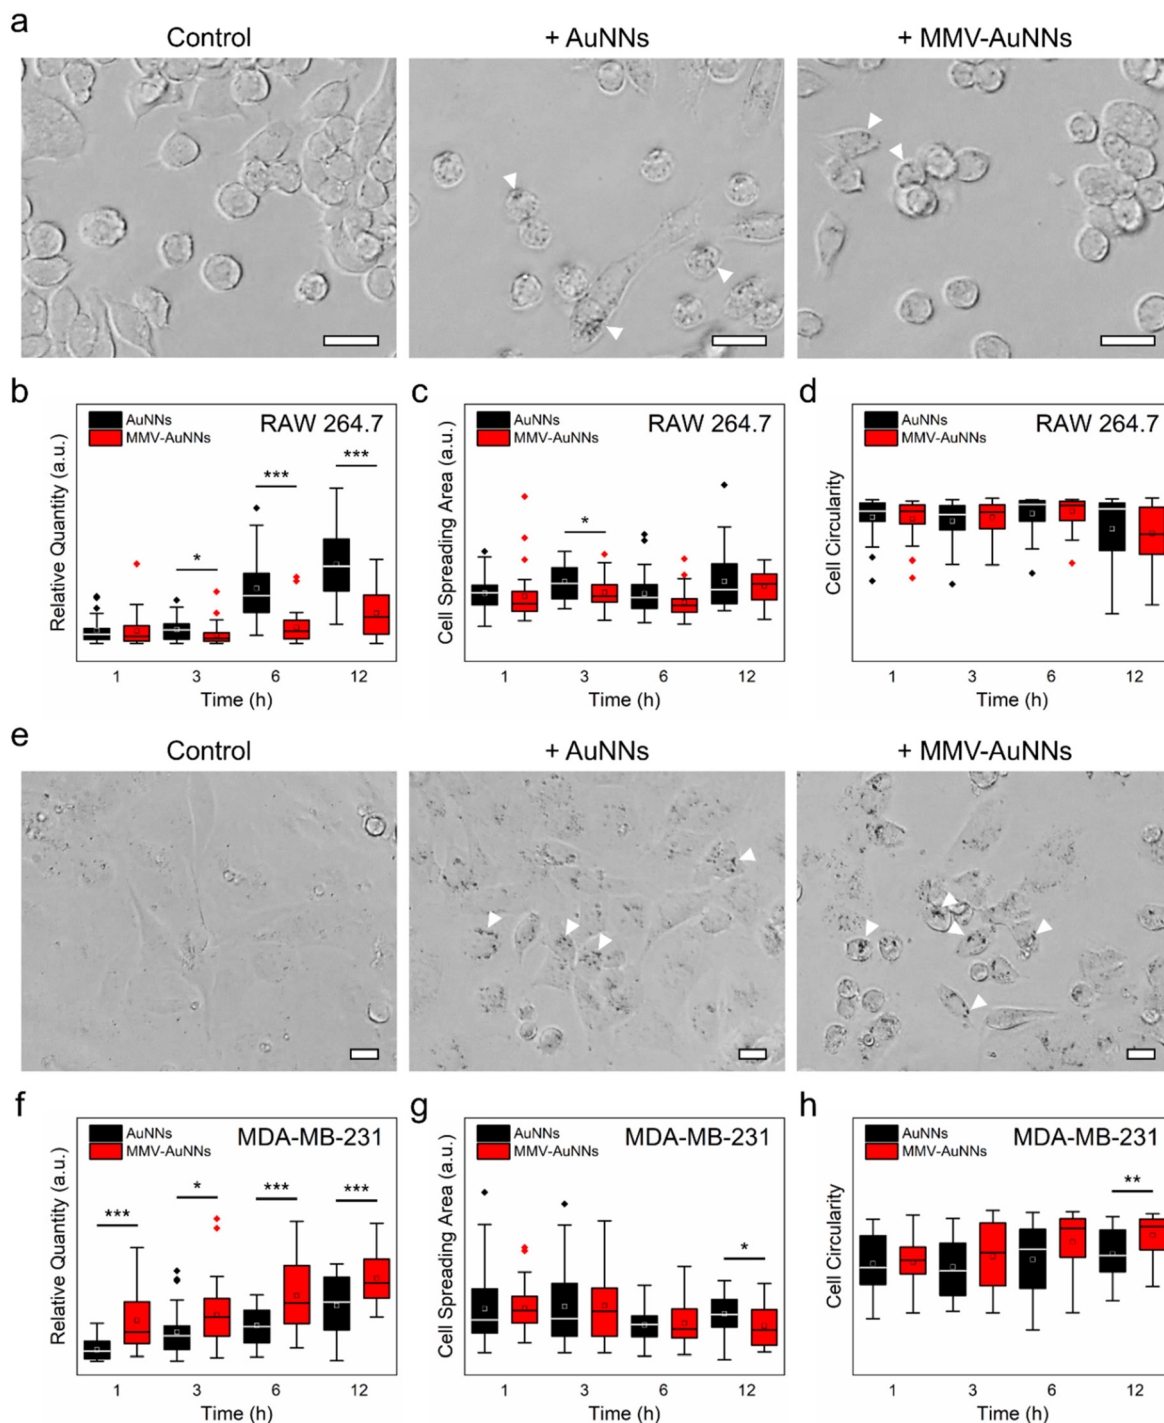 a
Control
+ AuNNs
+ MMV-AuNNs
b
Relative Quantity (a.u.)
AuNNs
MMV-AuNNs
RAW 264.7
*
***
***
1 3 6 12
Time (h)
c
Cell Spreading Area (a.u.)
AuNNs
MMV-AuNNs
RAW 264.7
*
1 3 6 12
Time (h)
d
Cell Circularity
AuNNs
MMV-AuNNs
RAW 264.7
1 3 6 12
Time (h)
e
Control
+ AuNNs
+ MMV-AuNNs
f
Relative Quantity (a.u.)
AuNNs
MMV-AuNNs
MDA-MB-231
***
*
***
***
1 3 6 12
Time (h)
g
Cell Spreading Area (a.u.)
AuNNs
MMV-AuNNs
MDA-MB-231
*
1 3 6 12
Time (h)
h
Cell Circularity
AuNNs
MMV-AuNNs
MDA-MB-231
**
1 3 6 12
Time (h)